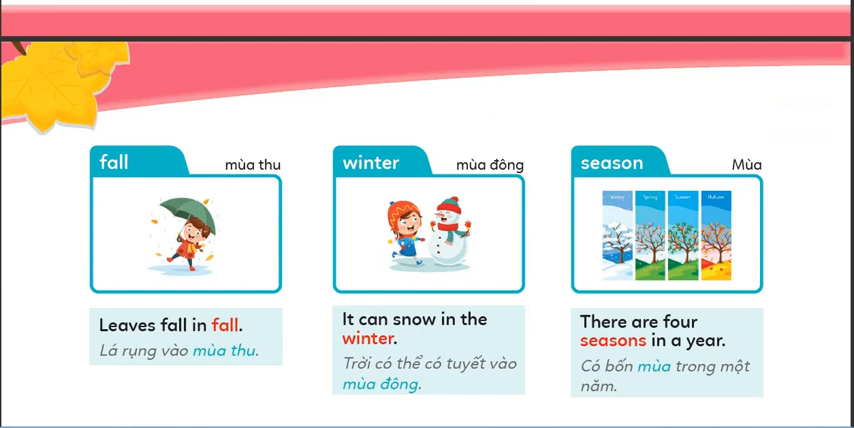 fall
mùa thu
Leaves fall in fall.
Lá rụng vào mùa thu.
winter
mùa đông
It can snow in the
winter.
Trời có thể có tuyết vào
mùa đông.
season
Mùa
Winter
Spring
Summer
Autumn
There are four
seasons in a year.
Có bốn mùa trong một
năm.